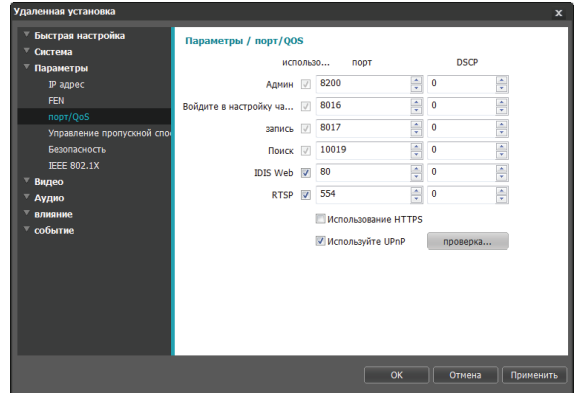 Удаленная установка x
Быстрая настройка
Система
Параметры
IP адрес
FEN
порт/QoS
Управление пропускной спо
Безопасность
IEEE 802.1X
Видео
Аудио
влияние
событие
Параметры / порт/QOS
использо... порт DSCP
Админ 8200 0
Войдите в настройку ча... 8016 0
запись 8017 0
Поиск 10019 0
IDIS Web 80 0
RTSP 554 0
Использование HTTPS
Используйте UPnP проверка...
OK Отмена Применить